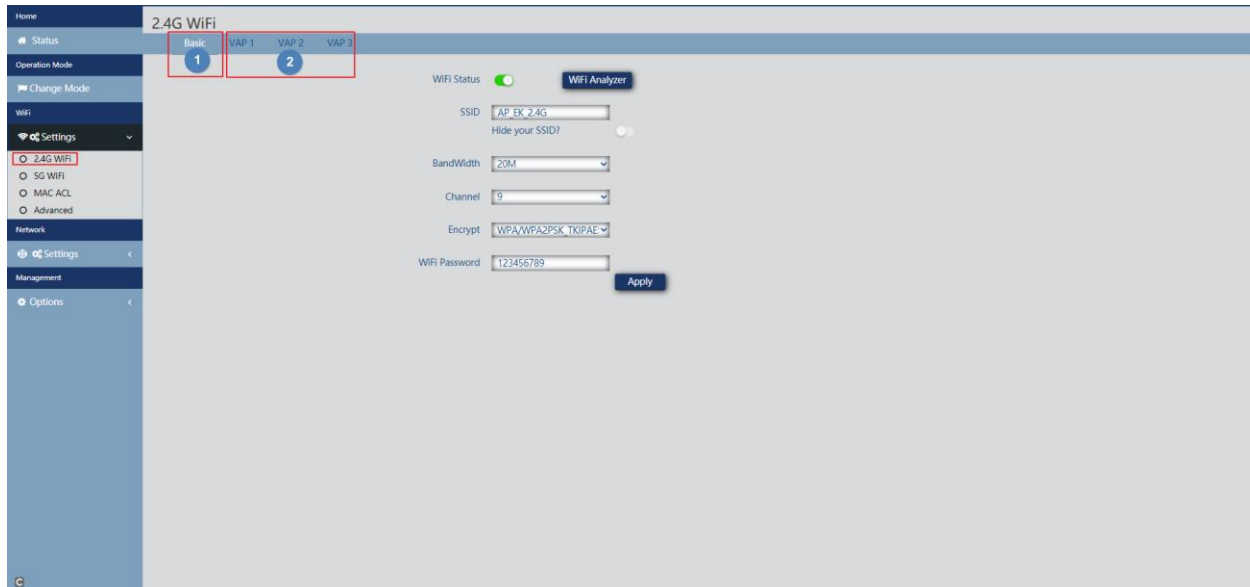 Home
Status
Operation Mode
Change Mode
WiFi
Settings
2.4G WiFi
5G WiFi
MAC ACL
Advanced
Network
Settings
Management
Options
2.4G WiFi
Basic VAP 1 VAP 2 VAP 3
1 2
WiFi Status WiFi Analyzer
SSID AP_EK_2.4G
Hide your SSID?
BandWidth 20M
Channel 9
Encrypt WPA/WPA2PSK_TKIPAE
WiFi Password 123456789
Apply